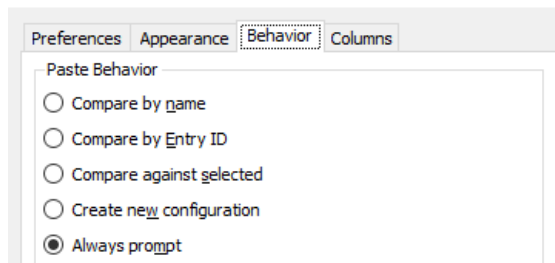 Preferences Appearance Behavior Columns
Paste Behavior
Compare by name
Compare by Entry ID
Compare against selected
Create new configuration
Always prompt